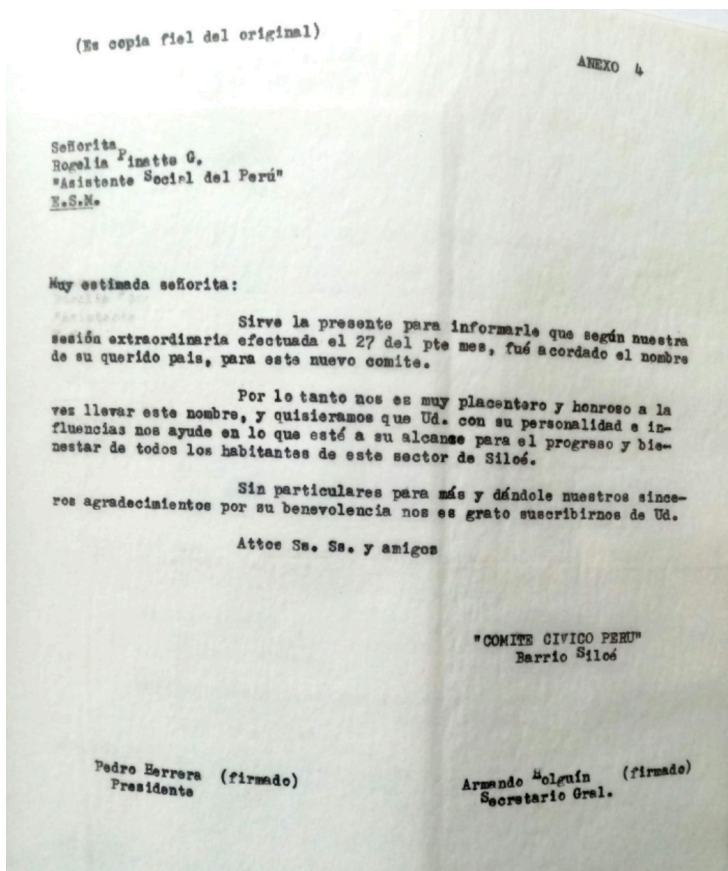 (Es copia fiel del original)
ANEXO 4
Señorita
Rogelia Pinatte G.
"Asistente Social del Perú"
E.S.M.
Muy estimada señorita:
Sirve la presente para informarle que según nuestra
sesión extraordinaria efectuada el 27 del pte mes, fué acordado el nombre
de su querido pais, para este nuevo comite.
Por lo tanto nos es muy placentero y honroso a la
vez llevar este nombre, y quisieramos que Ud. con su personalidad e in-
fluencias nos ayude en lo que esté a su alcanse para el progreso y bie-
nestar de todos los habitantes de este sector de Siloé.
Sin particulares para más y dándole nuestros since-
ros agradecimientos por su benevolencia nos es grato suscribirnos de Ud.
Attos Ss. Ss. y amigos
"COMITE CIVICO PERU"
Barrio Siloé
Pedro Herrera (firmado)
Presidente
Armando Holguín (firmado)
Secretario Gral.